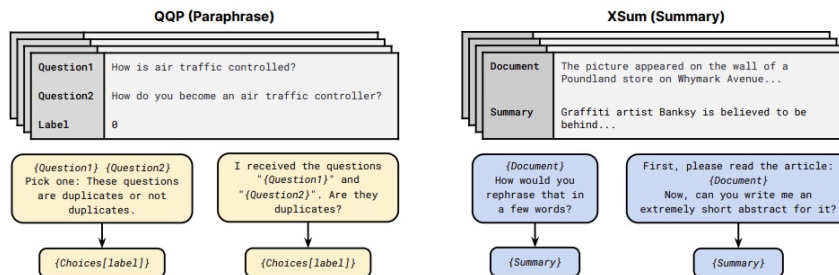 QQP (Paraphrase)
Question1 How is air traffic controlled?
Question2 How do you become an air traffic controller?
Label 0
{Question1} {Question2}
Pick one: These questions
are duplicates or not
duplicates.
{Choices[label]}
I received the questions
"{Question1}" and
"{Question2}". Are they
duplicates?
{Choices[label]}
XSum (Summary)
Document The picture appeared on the wall of a
Poundland store on Whymark Avenue...
Summary Graffiti artist Banksy is believed to be
behind...
{Document}
How would you
rephrase that in
a few words?
{Summary}
First, please read the article:
{Document}
Now, can you write me an
extremely short abstract for it?
{Summary}